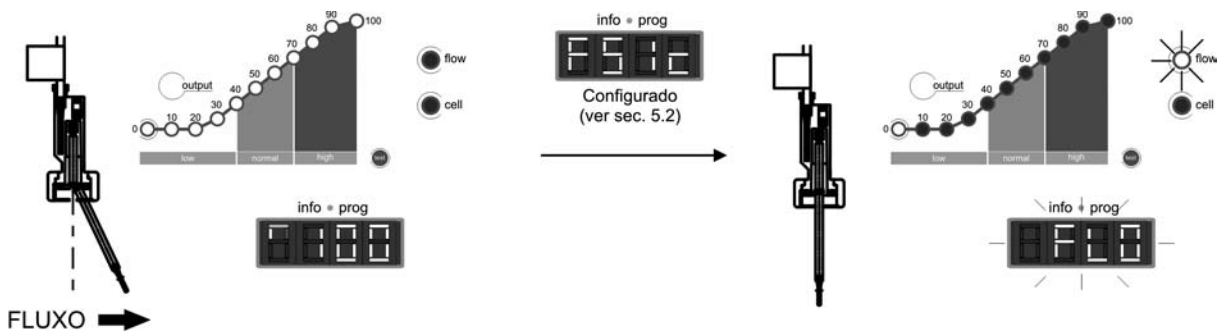 0
10
20
30
40
50
60
70
80
90
100
output
low
normal
high
test
flow
cell
info • prog
FLUXO
info • prog
Configurado
(ver sec. 5.2)
0
10
20
30
40
50
60
70
80
90
100
output
low
normal
high
test
flow
cell
info • prog